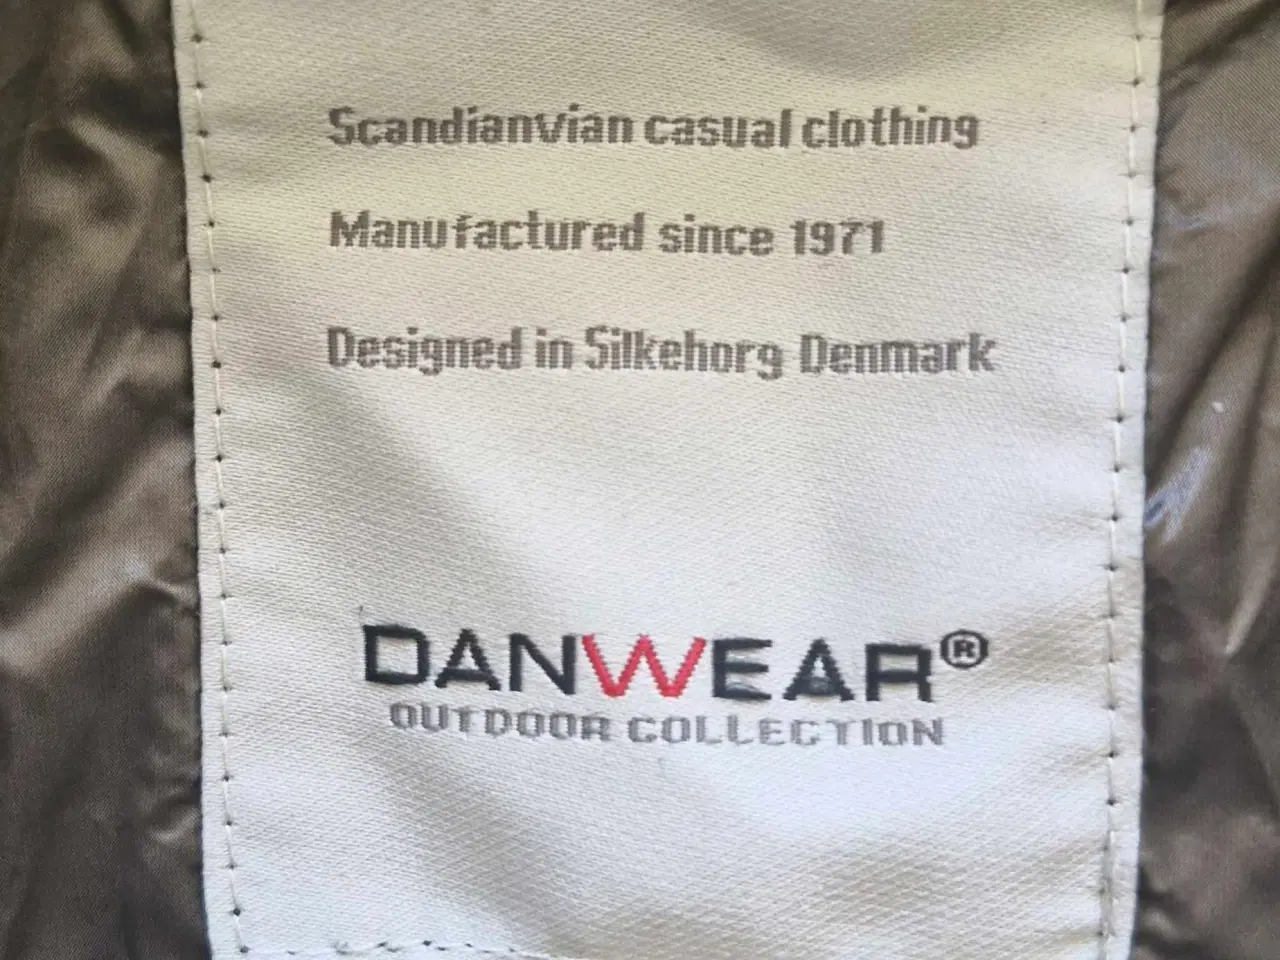 Scandianvian casual clothing
Manufactured since 1971
Designed in Silkehorg Denmark
DANWEAR®
OUTDOOR COLLECTION